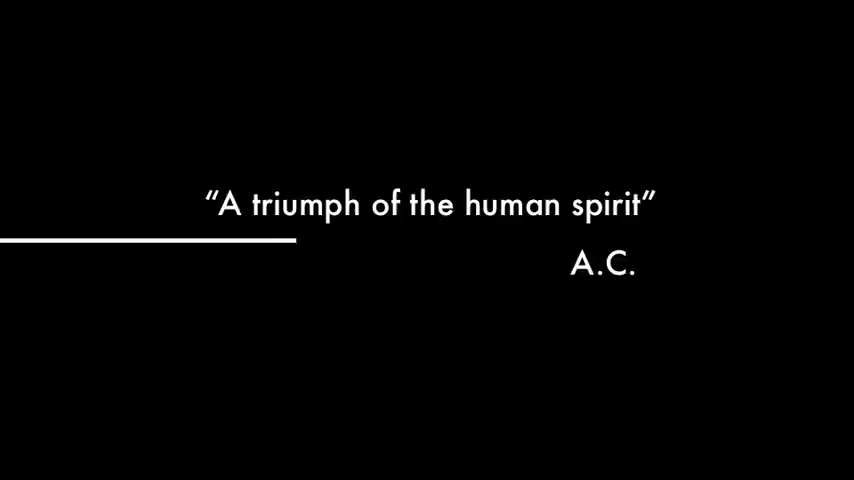 “A triumph of the human spirit”
A.C.